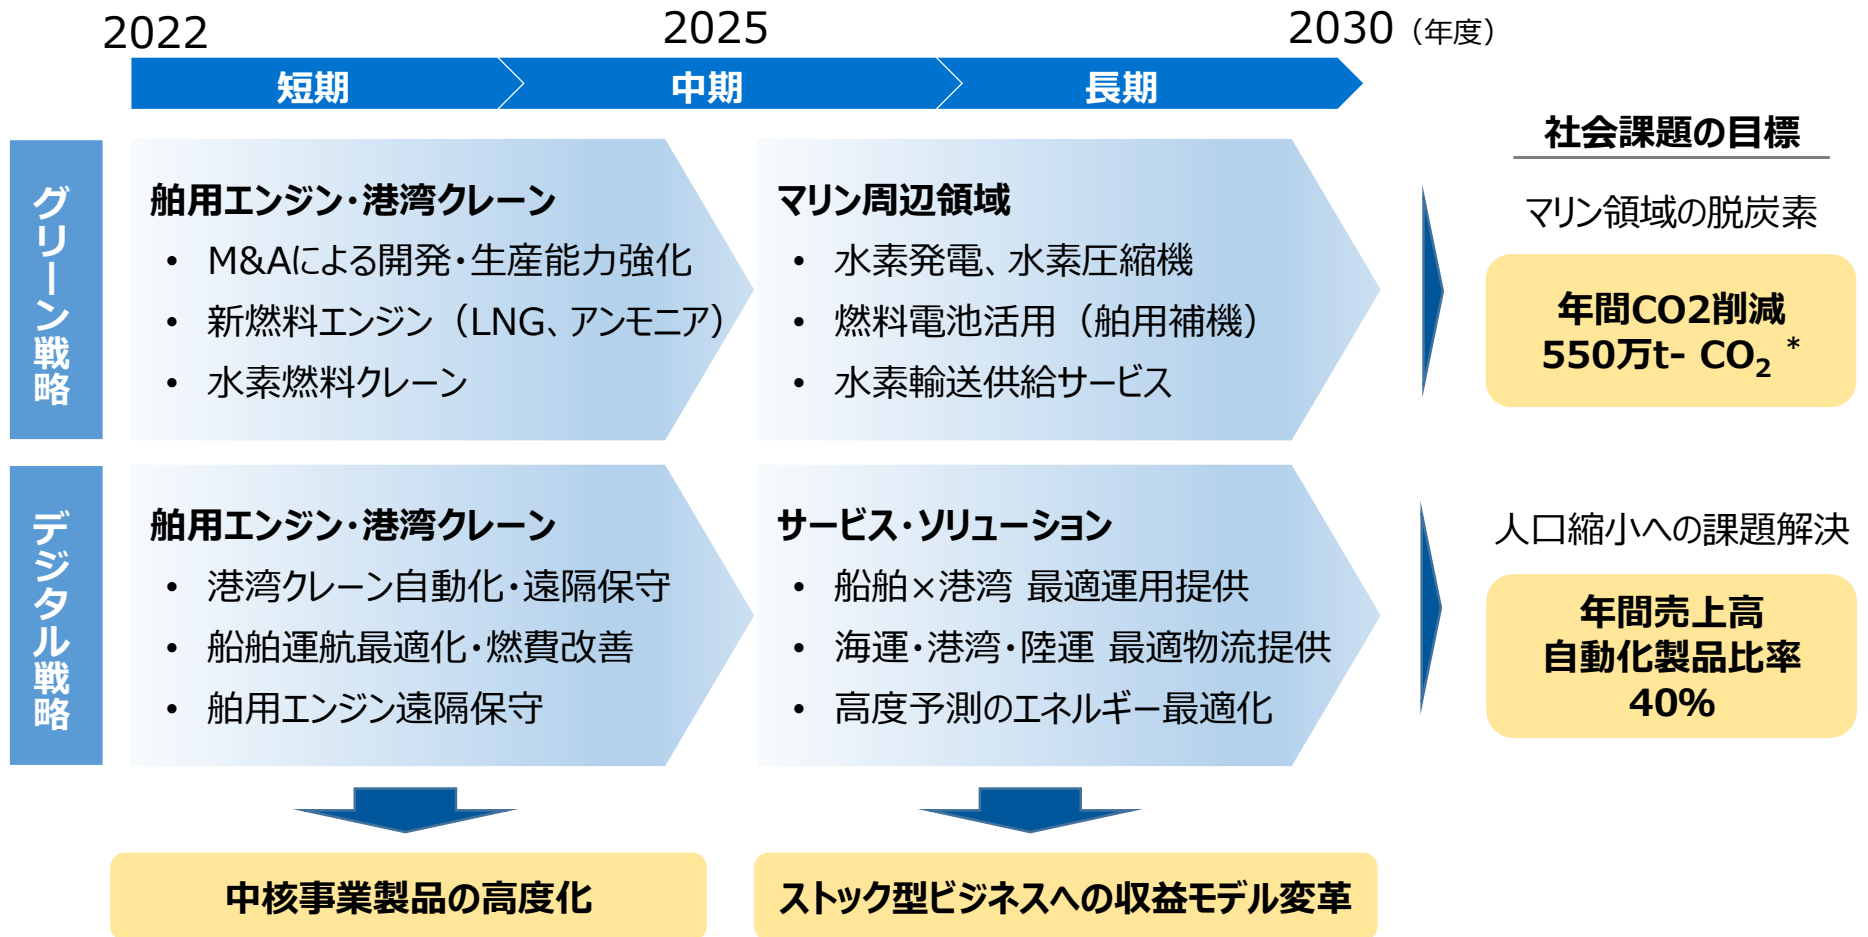 2022
2025
2030（年度）
短期
中期
長期
社会課題の目標
グリーン戦略
舶用エンジン・港湾クレーン
• M&Aによる開発・生産能力強化
• 新燃料エンジン（LNG、アンモニア）
• 水素燃料クレーン
マリン周辺領域
• 水素発電、水素圧縮機
• 燃料電池活用（舶用補機）
• 水素輸送供給サービス
マリン領域の脱炭素
年間CO2削減
550万t- CO₂ *
デジタル戦略
舶用エンジン・港湾クレーン
• 港湾クレーン自動化・遠隔保守
• 船舶運航最適化・燃費改善
• 舶用エンジン遠隔保守
サービス・ソリューション
• 船舶×港湾 最適運用提供
• 海運・港湾・陸運 最適物流提供
• 高度予測のエネルギー最適化
人口縮小への課題解決
年間売上高
自動化製品比率
40%
中核事業製品の高度化
ストック型ビジネスへの収益モデル変革